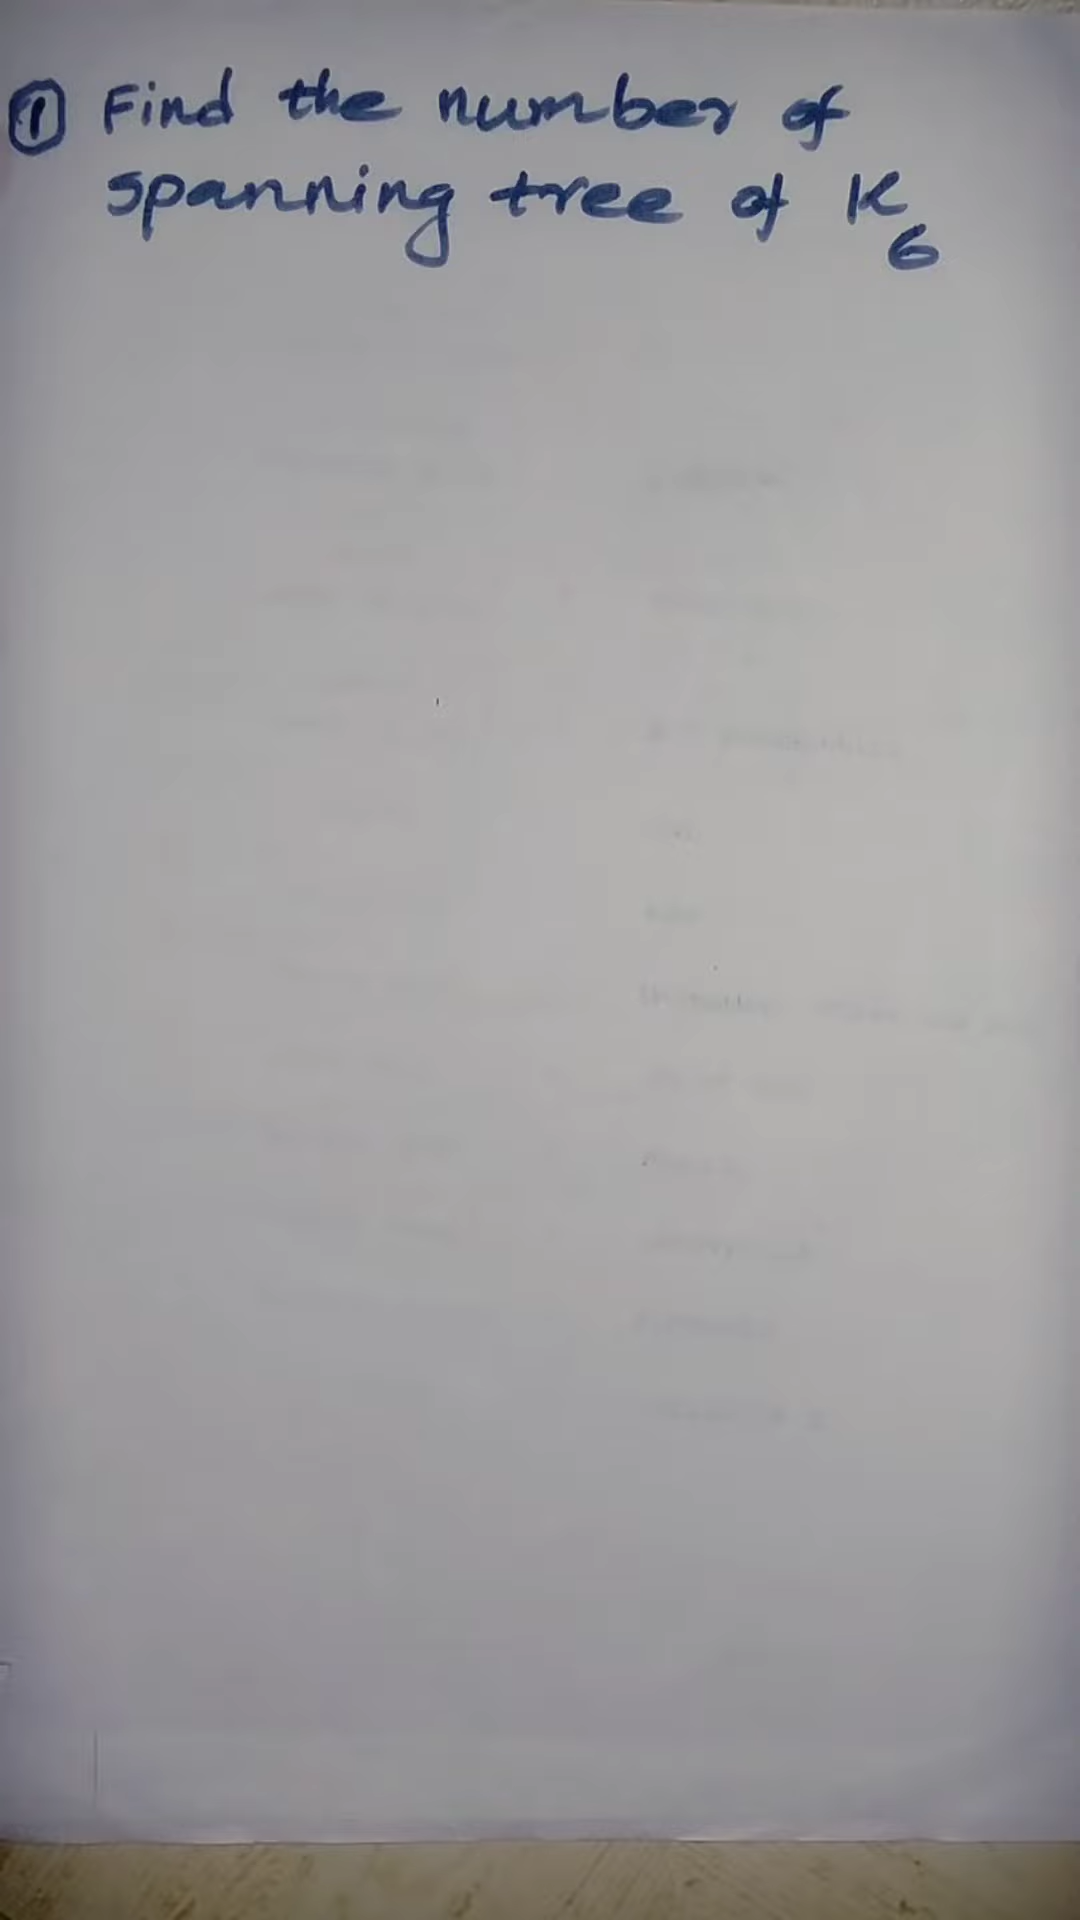 ① Find the number of
spanning tree of K₆